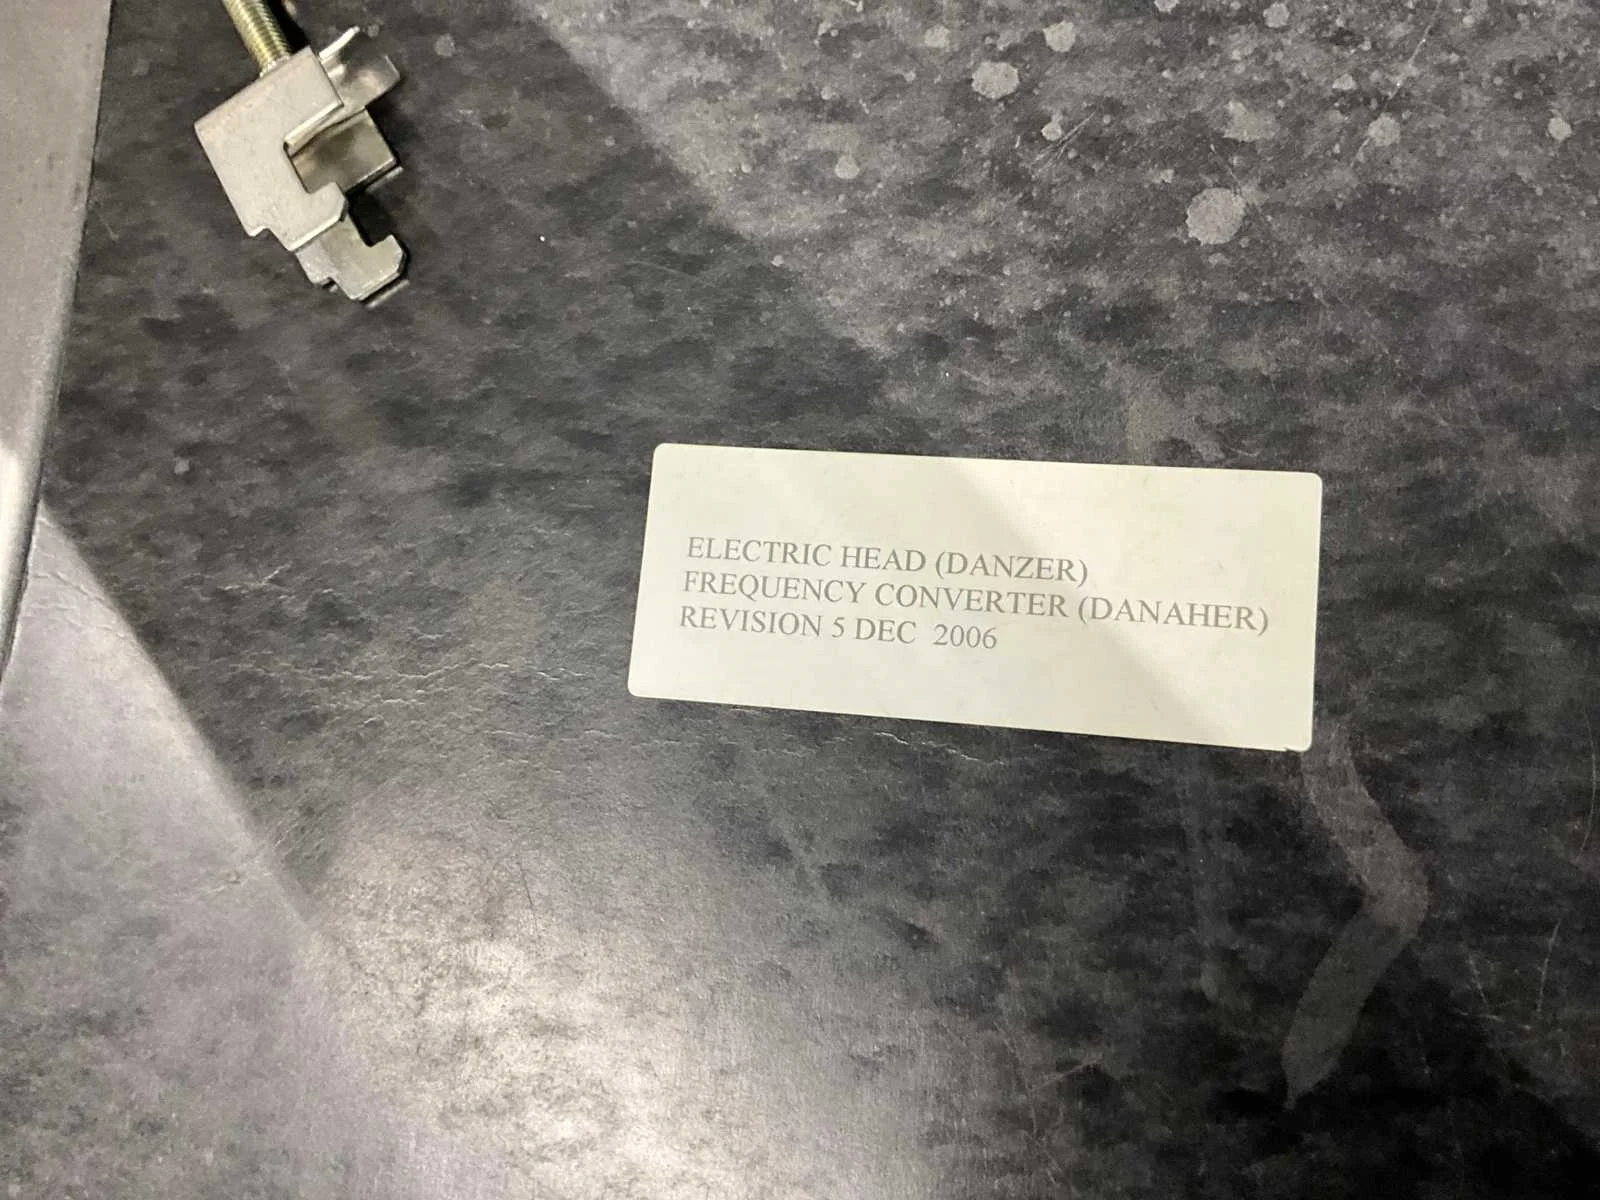 ELECTRIC HEAD (DANZER)
FREQUENCY CONVERTER (DANAHER)
REVISION 5 DEC 2006